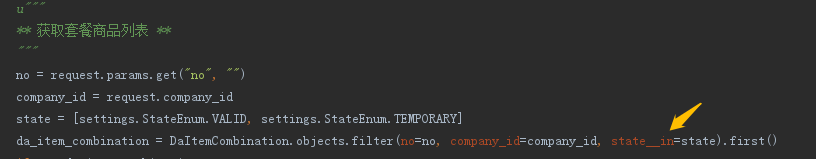 u"""
** 获取套餐商品列表 **
"""
no = request.params.get("no", "")
company_id = request.company_id
state = [settings.StateEnum.VALID, settings.StateEnum.TEMPORARY]
da_item_combination = DaItemCombination.objects.filter(no=no, company_id=company_id, state__in=state).first()